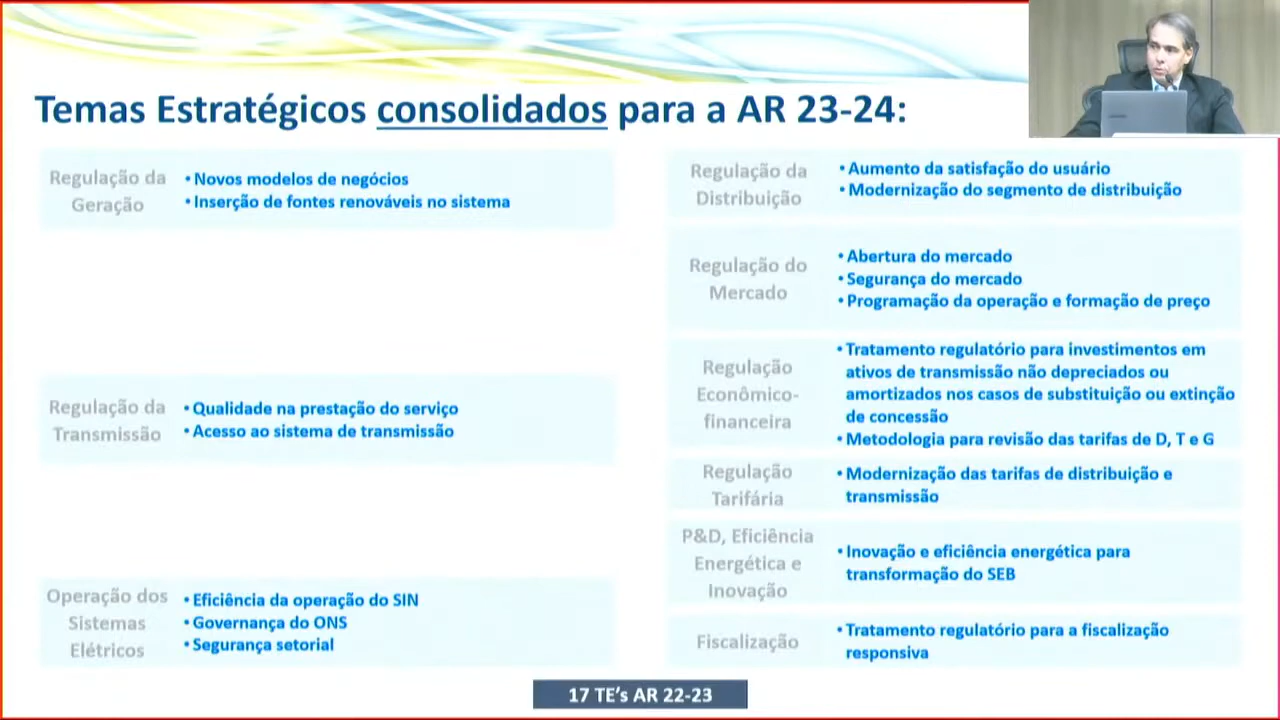 Temas Estratégicos consolidados para a AR 23-24:
Regulação da
Geração
• Novos modelos de negócios
• Inserção de fontes renováveis no sistema
Regulação da
Transmissão
• Qualidade na prestação do serviço
• Acesso ao sistema de transmissão
Operação dos
Sistemas
Elétricos
• Eficiência da operação do SIN
• Governança do ONS
• Segurança setorial
Regulação da
Distribuição
• Aumento da satisfação do usuário
• Modernização do segmento de distribuição
Regulação do
Mercado
• Abertura do mercado
• Segurança do mercado
• Programação da operação e formação de preço
Regulação
Econômico-
financeira
• Tratamento regulatório para investimentos em
ativos de transmissão não depreciados ou
amortizados nos casos de substituição ou extinção
de concessão
• Metodologia para revisão das tarifas de D, T e G
Regulação
Tarifária
• Modernização das tarifas de distribuição e
transmissão
P&D, Eficiência
Energética e
Inovação
• Inovação e eficiência energética para
transformação do SEB
Fiscalização
• Tratamento regulatório para a fiscalização
responsiva
17 TE’s AR 22-23